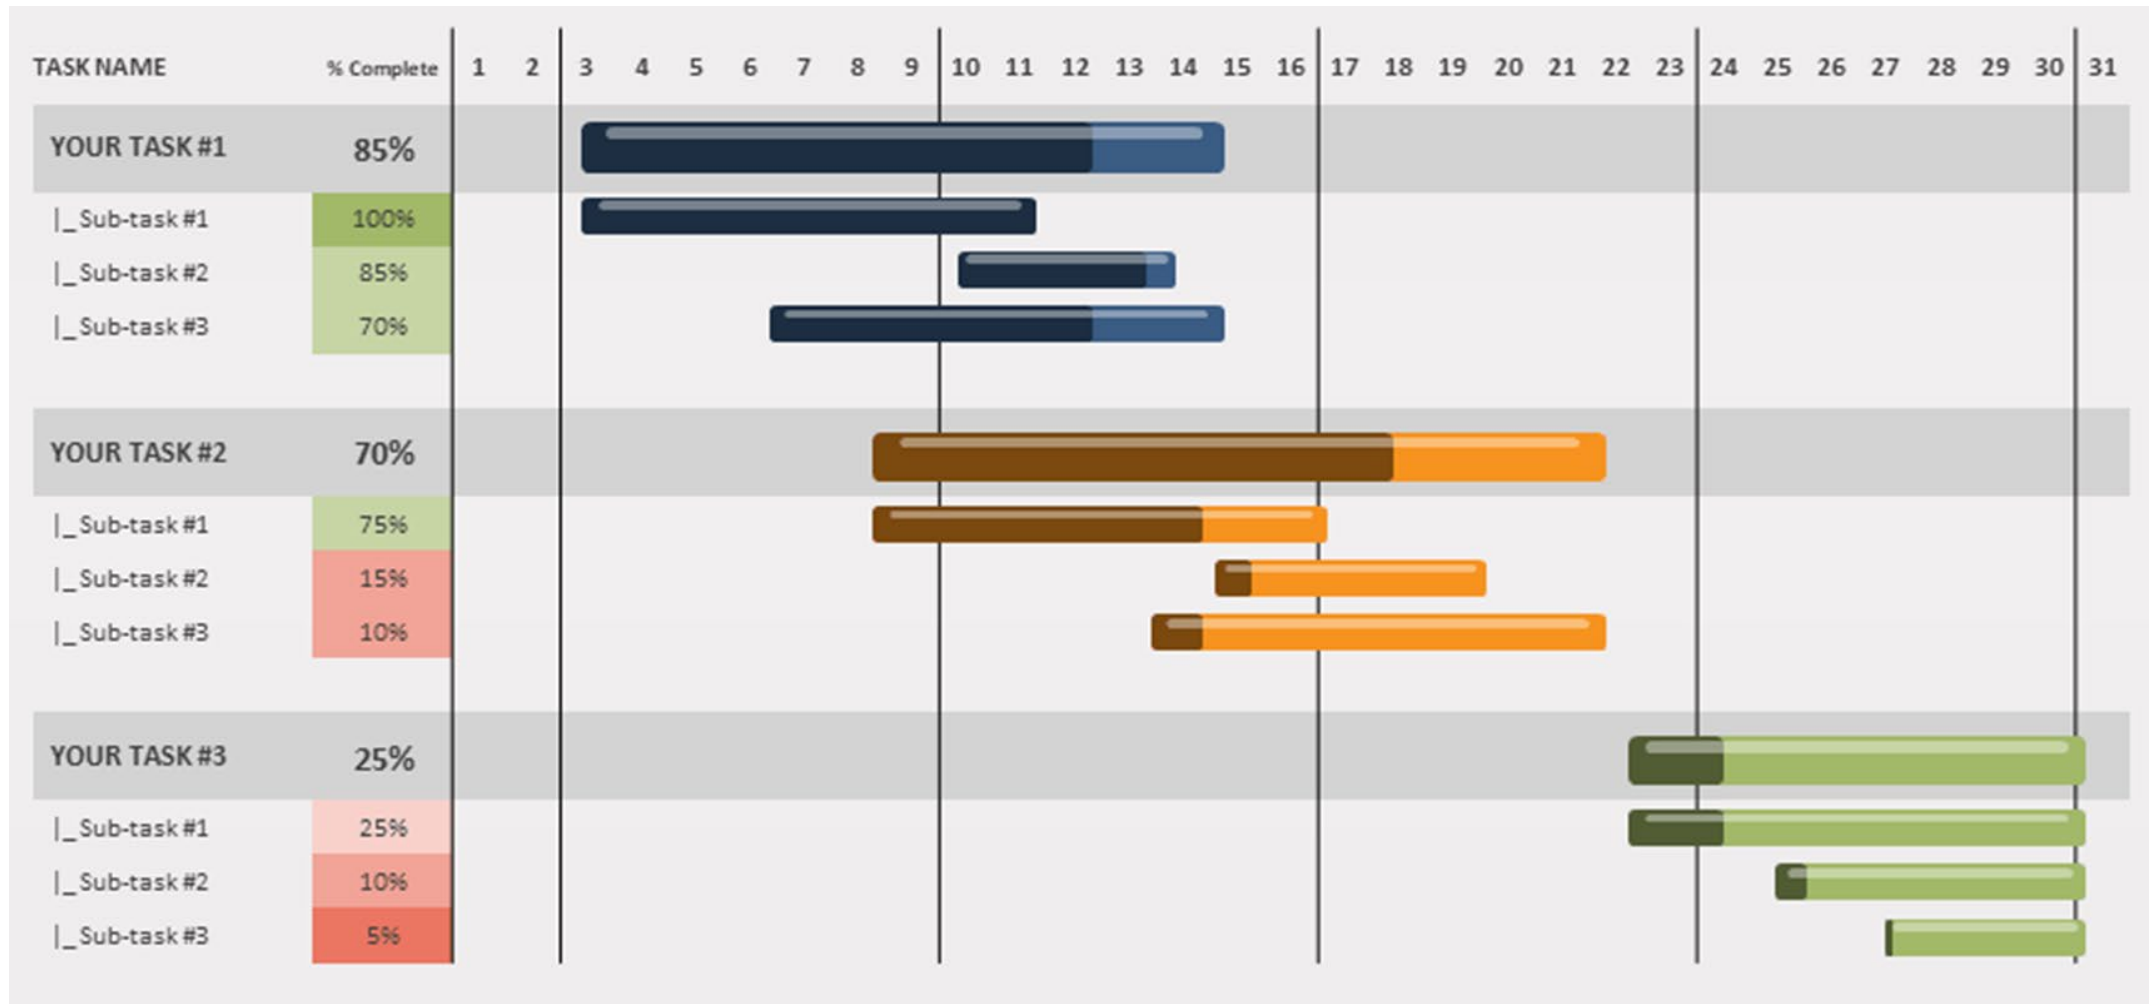 TASK NAME % Complete 1 2 3 4 5 6 7 8 9 10 11 12 13 14 15 16 17 18 19 20 21 22 23 24 25 26 27 28 29 30 31
YOUR TASK #1 85%
|_Sub-task #1 100%
|_Sub-task #2 85%
|_Sub-task #3 70%
YOUR TASK #2 70%
|_Sub-task #1 75%
|_Sub-task #2 15%
|_Sub-task #3 10%
YOUR TASK #3 25%
|_Sub-task #1 25%
|_Sub-task #2 10%
|_Sub-task #3 5%